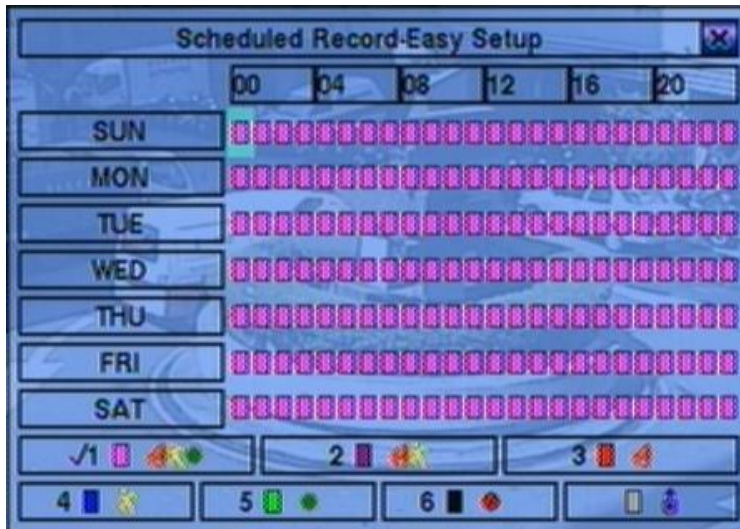 Scheduled Record-Easy Setup X
00 04 08 12 16 20
SUN
MON
TUE
WED
THU
FRI
SAT
√1 2 3
4 5 6